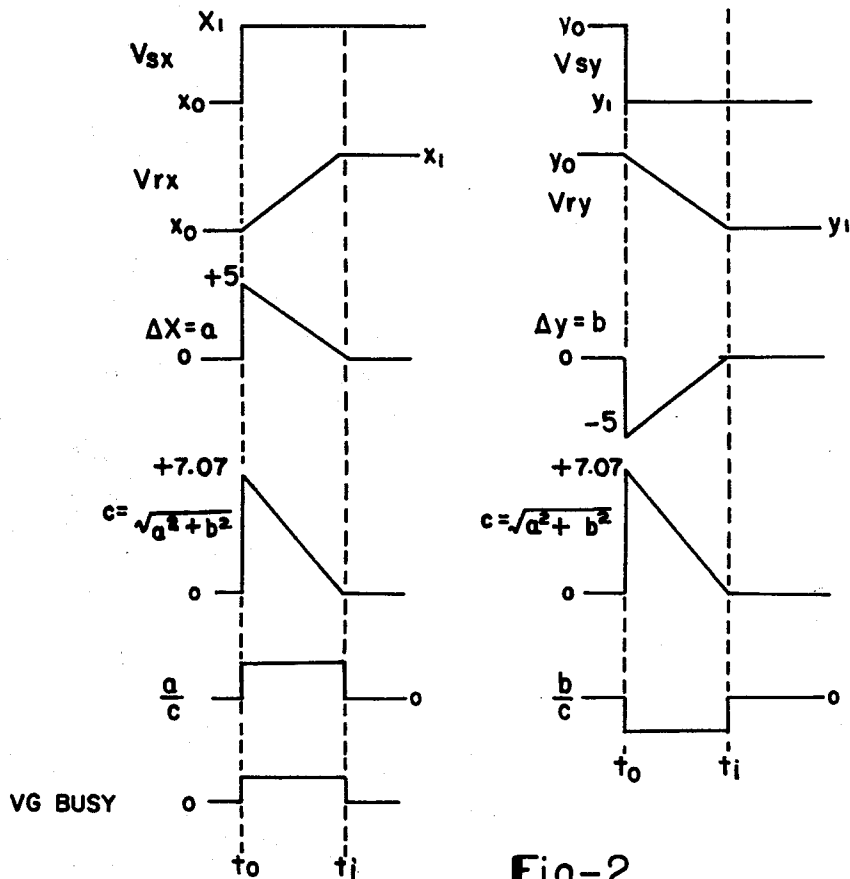 X₁
Vsx
x₀
Vrx
x₁
x₀
+5
ΔX=a
0
+7.07
c=√a²+b²
0
a/c
0
VG BUSY
0
t₀
t₁
y₀
Vsy
y₁
y₀
Vry
y₁
Δy=b
0
-5
+7.07
c=√a²+ b²
0
b/c
0
t₀
t₁
Fig-2